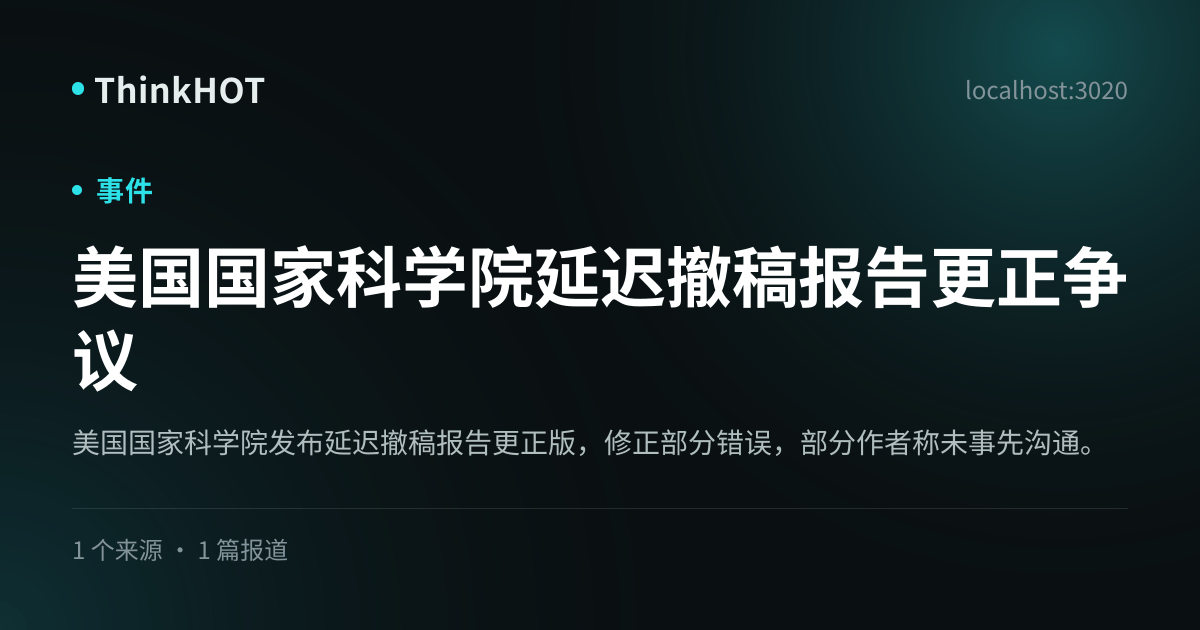 ThinkHOT
localhost:3020
事件
美国国家科学院延迟撤稿报告更正争
议
美国国家科学院发布延迟撤稿报告更正版，修正部分错误，部分作者称未事先沟通。
1 个来源 · 1 篇报道